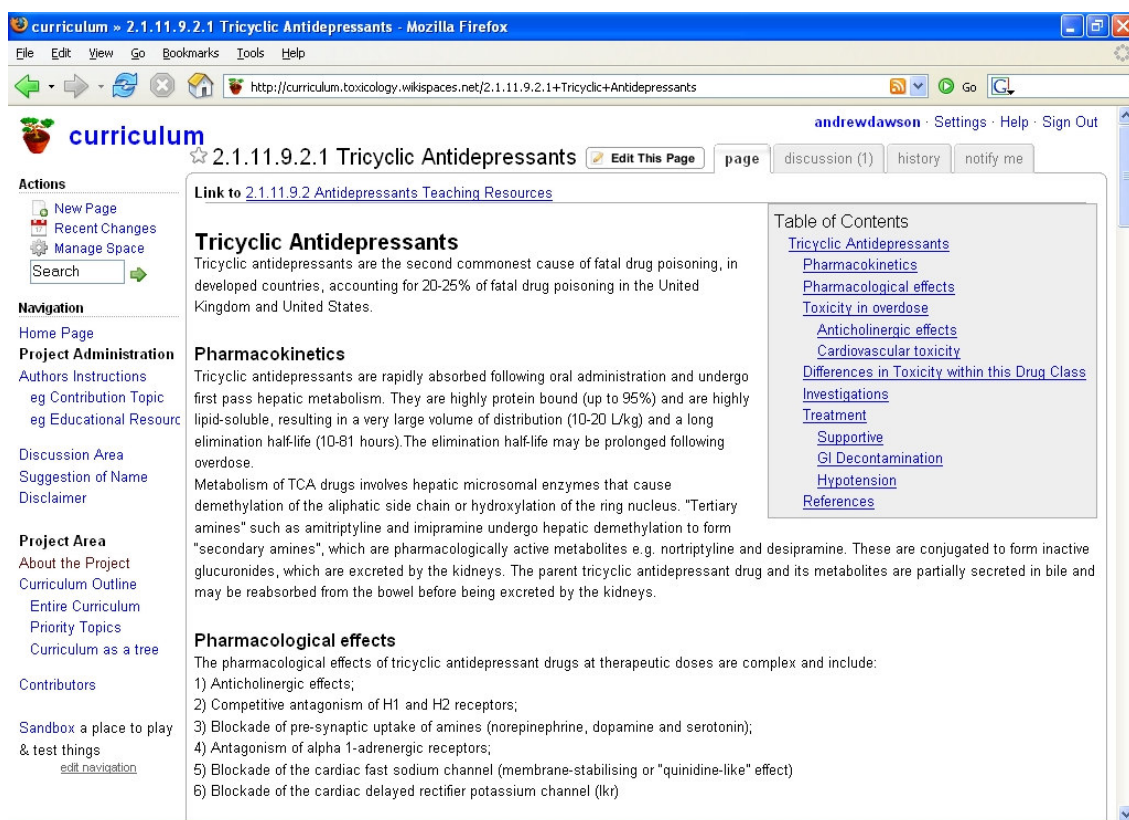 curriculum » 2.1.11.9.2.1 Tricyclic Antidepressants - Mozilla Firefox
File Edit View Go Bookmarks Tools Help
http://curriculum.toxicology.wikispaces.net/2.1.11.9.2.1+Tricyclic+Antidepressants Go G
andrewdawson · Settings · Help · Sign Out
curriculum
2.1.11.9.2.1 Tricyclic Antidepressants Edit This Page page discussion (1) history notify me
Actions
New Page
Recent Changes
Manage Space
Search
Navigation
Home Page
Project Administration
Authors Instructions
eg Contribution Topic
eg Educational Resourc
Discussion Area
Suggestion of Name
Disclaimer
Project Area
About the Project
Curriculum Outline
Entire Curriculum
Priority Topics
Curriculum as a tree
Contributors
Sandbox a place to play
& test things
edit navigation
Link to 2.1.11.9.2 Antidepressants Teaching Resources
Table of Contents
Tricyclic Antidepressants
Pharmacokinetics
Pharmacological effects
Toxicity in overdose
Anticholinergic effects
Cardiovascular toxicity
Differences in Toxicity within this Drug Class
Investigations
Treatment
Supportive
GI Decontamination
Hypotension
References
Tricyclic Antidepressants
Tricyclic antidepressants are the second commonest cause of fatal drug poisoning, in
developed countries, accounting for 20-25% of fatal drug poisoning in the United
Kingdom and United States.
Pharmacokinetics
Tricyclic antidepressants are rapidly absorbed following oral administration and undergo
first pass hepatic metabolism. They are highly protein bound (up to 95%) and are highly
lipid-soluble, resulting in a very large volume of distribution (10-20 L/kg) and a long
elimination half-life (10-81 hours).The elimination half-life may be prolonged following
overdose.
Metabolism of TCA drugs involves hepatic microsomal enzymes that cause
demethylation of the aliphatic side chain or hydroxylation of the ring nucleus. "Tertiary
amines" such as amitriptyline and imipramine undergo hepatic demethylation to form
"secondary amines", which are pharmacologically active metabolites e.g. nortriptyline and desipramine. These are conjugated to form inactive
glucuronides, which are excreted by the kidneys. The parent tricyclic antidepressant drug and its metabolites are partially secreted in bile and
may be reabsorbed from the bowel before being excreted by the kidneys.
Pharmacological effects
The pharmacological effects of tricyclic antidepressant drugs at therapeutic doses are complex and include:
1) Anticholinergic effects;
2) Competitive antagonism of H1 and H2 receptors;
3) Blockade of pre-synaptic uptake of amines (norepinephrine, dopamine and serotonin);
4) Antagonism of alpha 1-adrenergic receptors;
5) Blockade of the cardiac fast sodium channel (membrane-stabilising or "quinidine-like" effect)
6) Blockade of the cardiac delayed rectifier potassium channel (Ikr)